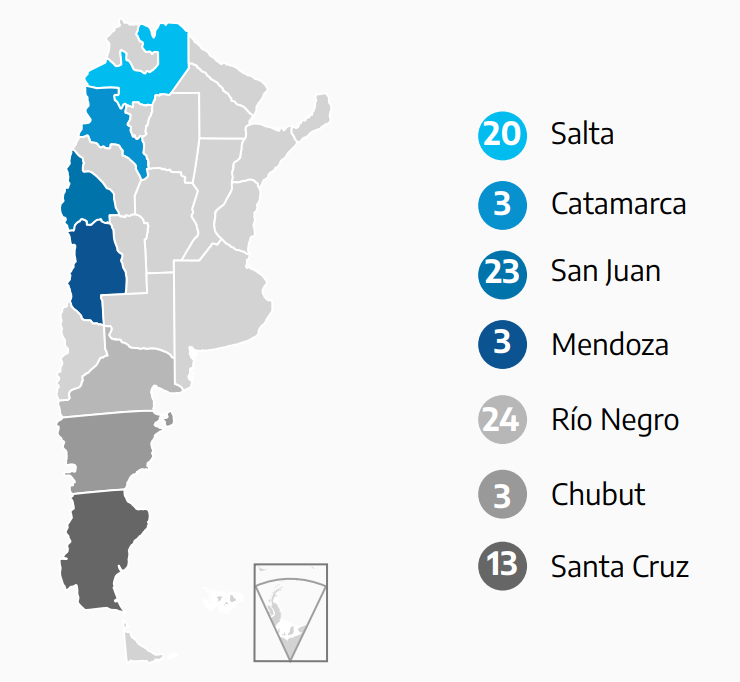 20 Salta
3 Catamarca
23 San Juan
3 Mendoza
24 Río Negro
3 Chubut
13 Santa Cruz